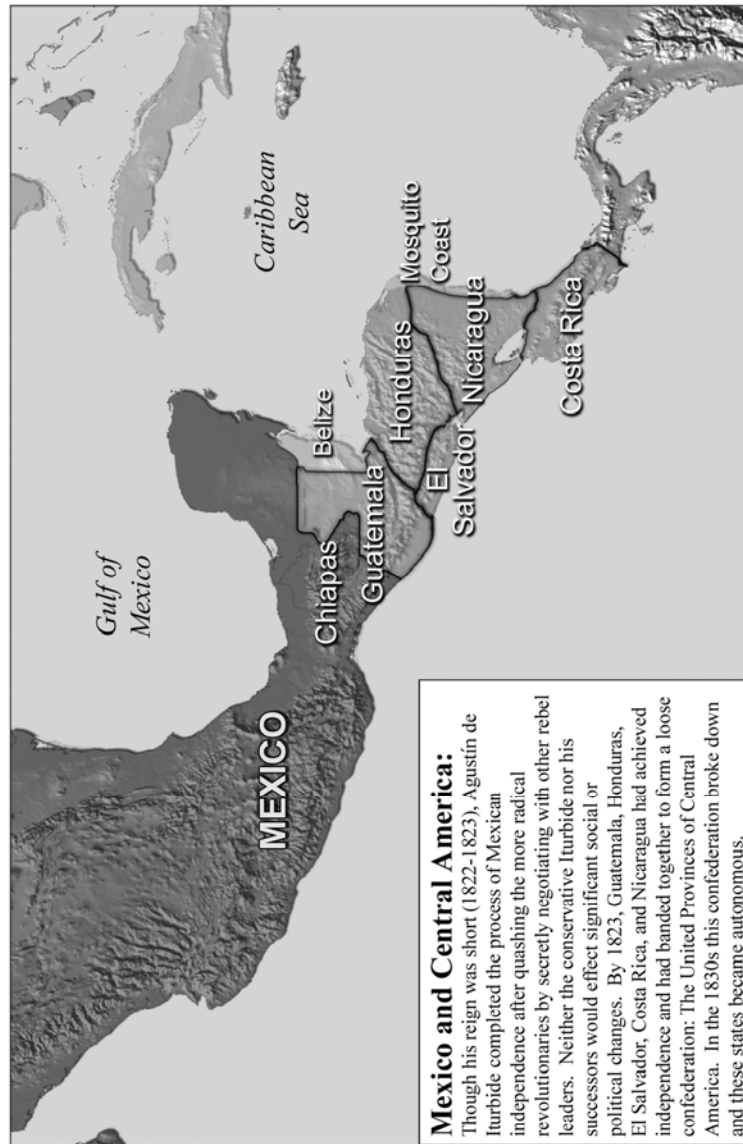 Gulf of
Mexico
Caribbean
Sea
MEXICO
Chiapas
Belize
Guatemala
Honduras
Mosquito
Coast
El
Salvador
Nicaragua
Costa Rica
Mexico and Central America:
Though his reign was short (1822-1823), Agustín de
Iturbide completed the process of Mexican
independence after quashing the more radical
revolutionaries by secretly negotiating with other rebel
leaders.  Neither the conservative Iturbide nor his
successors would effect significant social or
political changes.  By 1823, Guatemala, Honduras,
El Salvador, Costa Rica, and Nicaragua had achieved
independence and had banded together to form a loose
confederation: The United Provinces of Central
America.  In the 1830s this confederation broke down
and these states became autonomous.